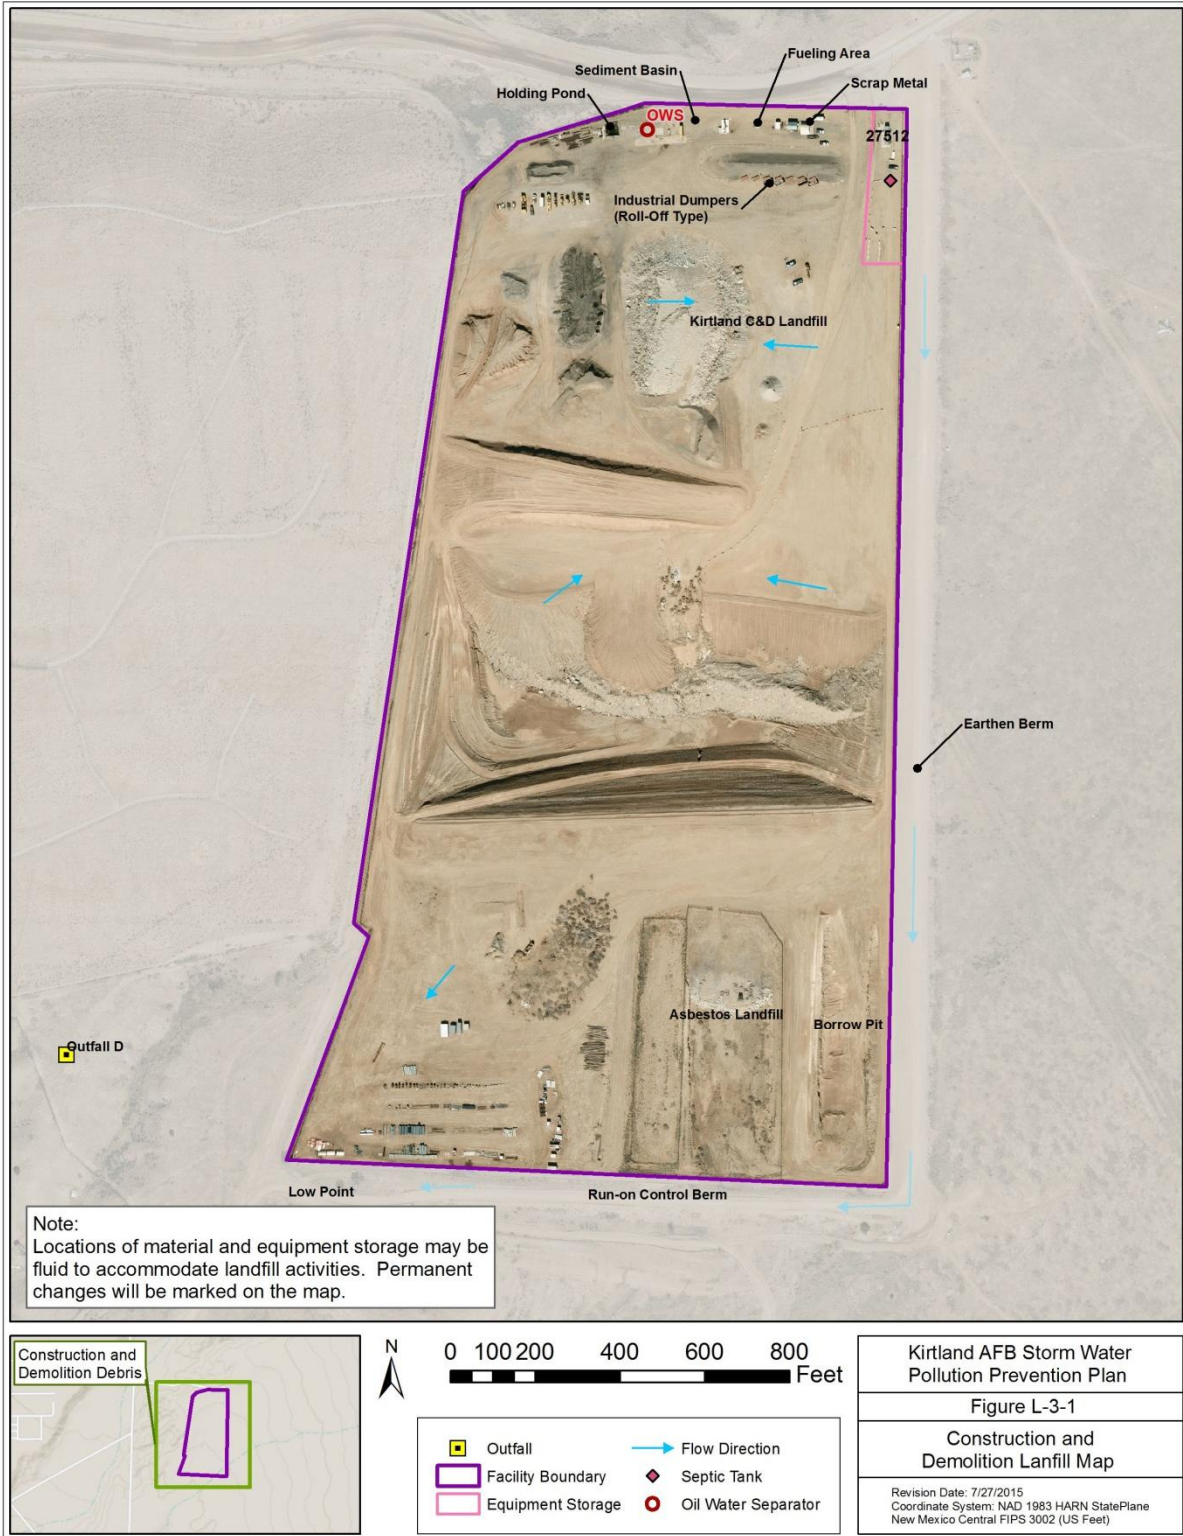 Fueling Area
Sediment Basin
Scrap Metal
Holding Pond
OWS
27512
Industrial Dumpers
(Roll-Off Type)
Kirtland C&D Landfill
Earthen Berm
Asbestos Landfill
Borrow Pit
Outfall D
Low Point
Run-on Control Berm
Note:
Locations of material and equipment storage may be
fluid to accommodate landfill activities.  Permanent
changes will be marked on the map.
Construction and
Demolition Debris
N
0 100 200 400 600 800
Feet
Outfall
Facility Boundary
Equipment Storage
Flow Direction
Septic Tank
Oil Water Separator
Kirtland AFB Storm Water
Pollution Prevention Plan
Figure L-3-1
Construction and
Demolition Lanfill Map
Revision Date: 7/27/2015
Coordinate System: NAD 1983 HARN StatePlane
New Mexico Central FIPS 3002 (US Feet)